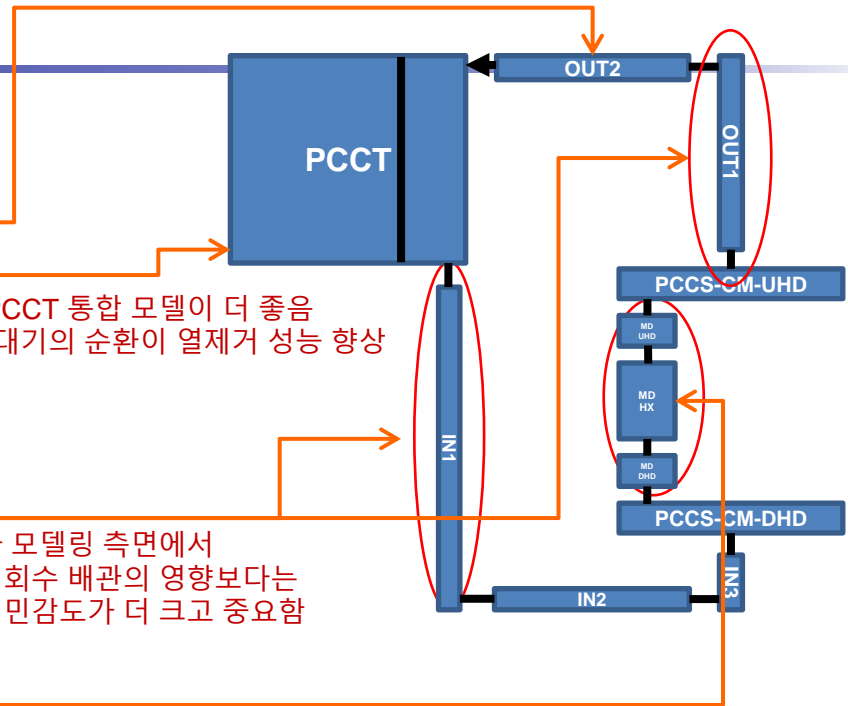 OUT2
PCCT
OUT1
PCCS-CM-UHD
PCCT 통합 모델이 더 좋음
대기의 순환이 열제거 성능 향상
MD
UHD
MD
HX
IN1
MD
DHD
PCCS-CM-DHD
모델링 측면에서
회수 배관의 영향보다는
민감도가 더 크고 중요함
IN2
IN3